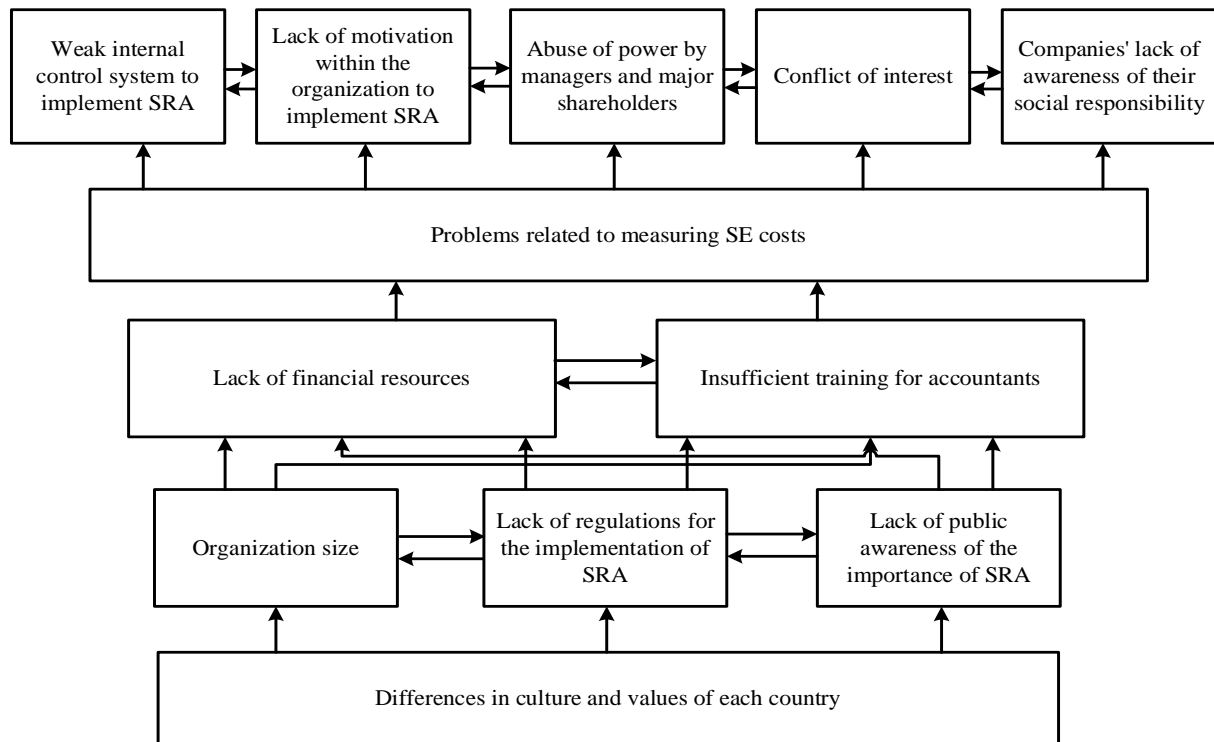 Weak internal
control system to
implement SRA
Lack of motivation
within the
organization to
implement SRA
Abuse of power by
managers and major
shareholders
Conflict of interest
Companies' lack of
awareness of their
social responsibility
Problems related to measuring SE costs
Lack of financial resources
Insufficient training for accountants
Organization size
Lack of regulations for
the implementation of
SRA
Lack of public
awareness of the
importance of SRA
Differences in culture and values of each country